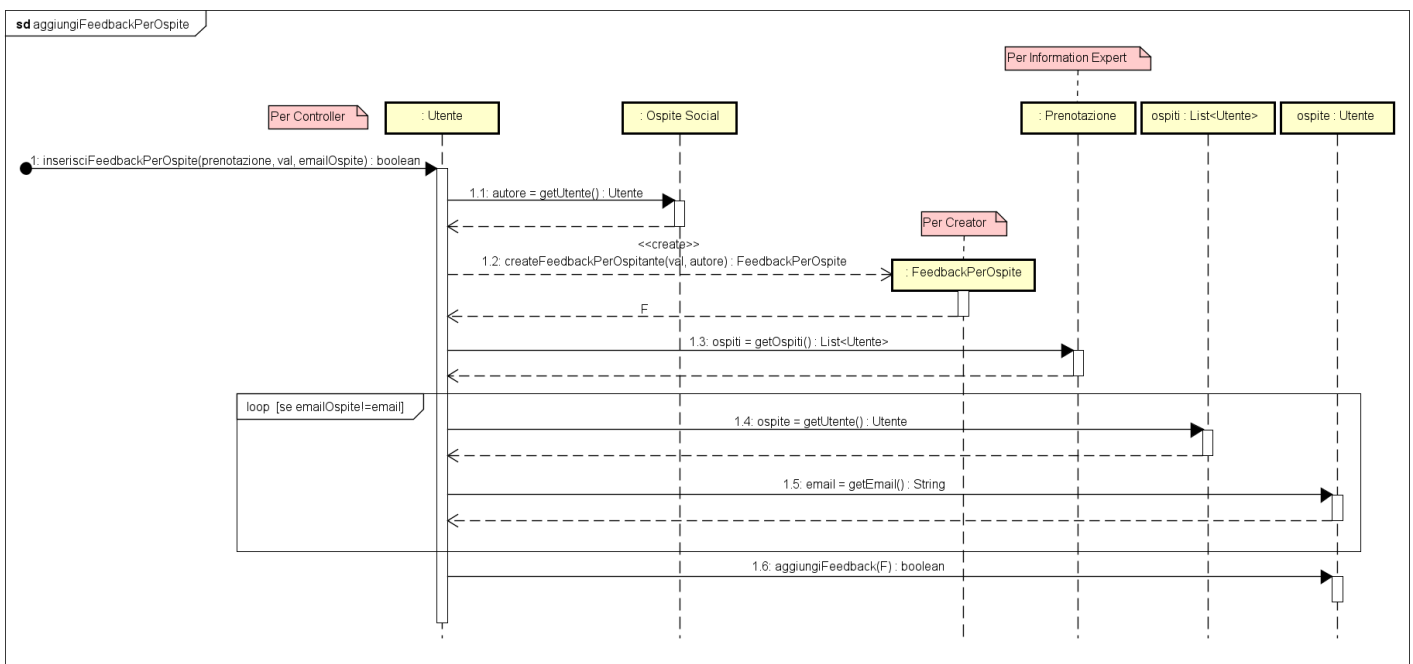 sd aggiungiFeedbackPerOspite
Per Information Expert
Per Controller
: Utente
: Ospite Social
: Prenotazione
ospiti : List<Utente>
ospite : Utente
1: inserisciFeedbackPerOspite(prenotazione, val, emailOspite) : boolean
1.1: autore = getUtente() : Utente
Per Creator
<<create>>
1.2: createFeedbackPerOspitante(val, autore) : FeedbackPerOspite
: FeedbackPerOspite
F
1.3: ospiti = getOspiti() : List<Utente>
loop [se emailOspite!=email]
1.4: ospite = getUtente() : Utente
1.5: email = getEmail() : String
1.6: aggiungiFeedback(F) : boolean